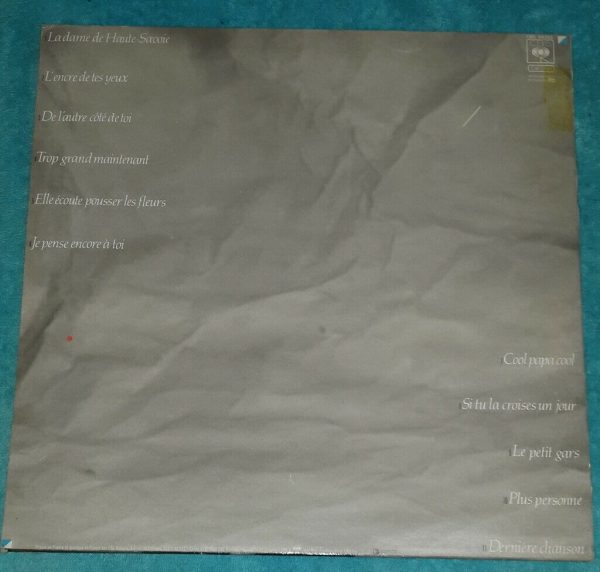 La dame de Haute-Savoie
L'encre de tes yeux
De l'autre côté de toi
Trop grand maintenant
Elle écoute pousser les fleurs
Je pense encore à toi
Cool papa cool
Si tu la croises un jour
Le petit gars
Plus personne
Dernière chanson